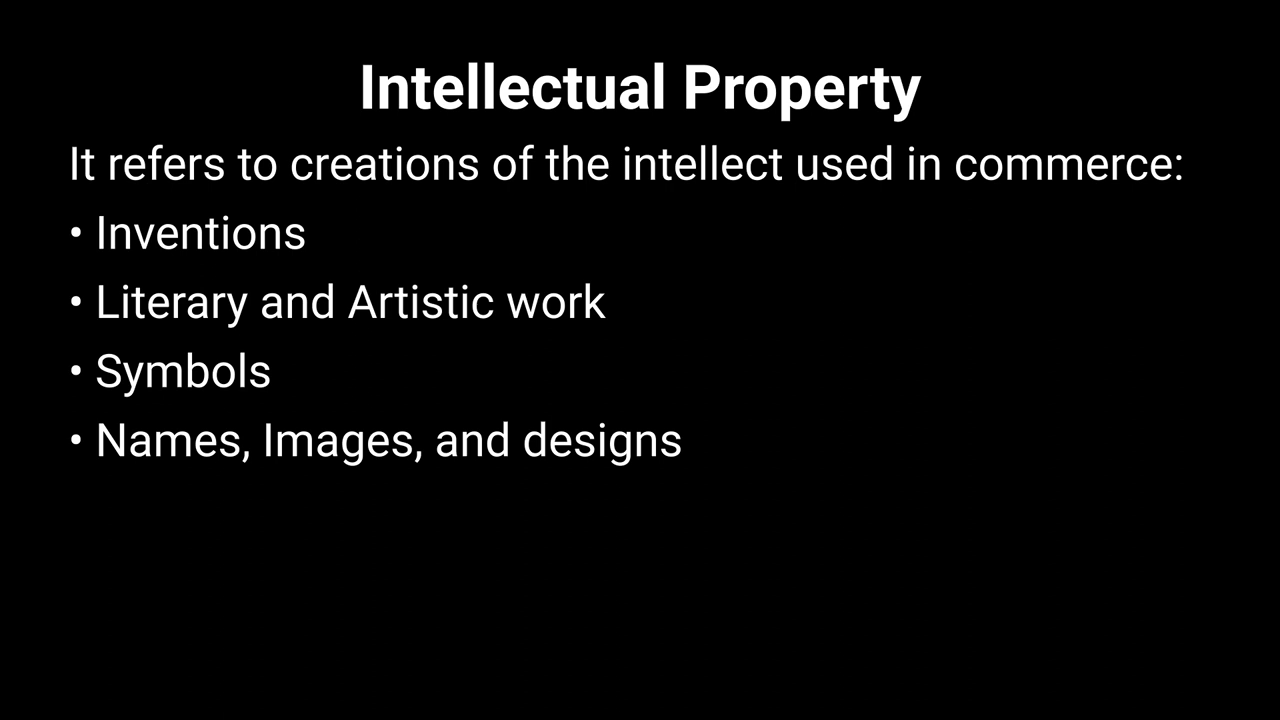 Intellectual Property
It refers to creations of the intellect used in commerce:
• Inventions
• Literary and Artistic work
• Symbols
• Names, Images, and designs